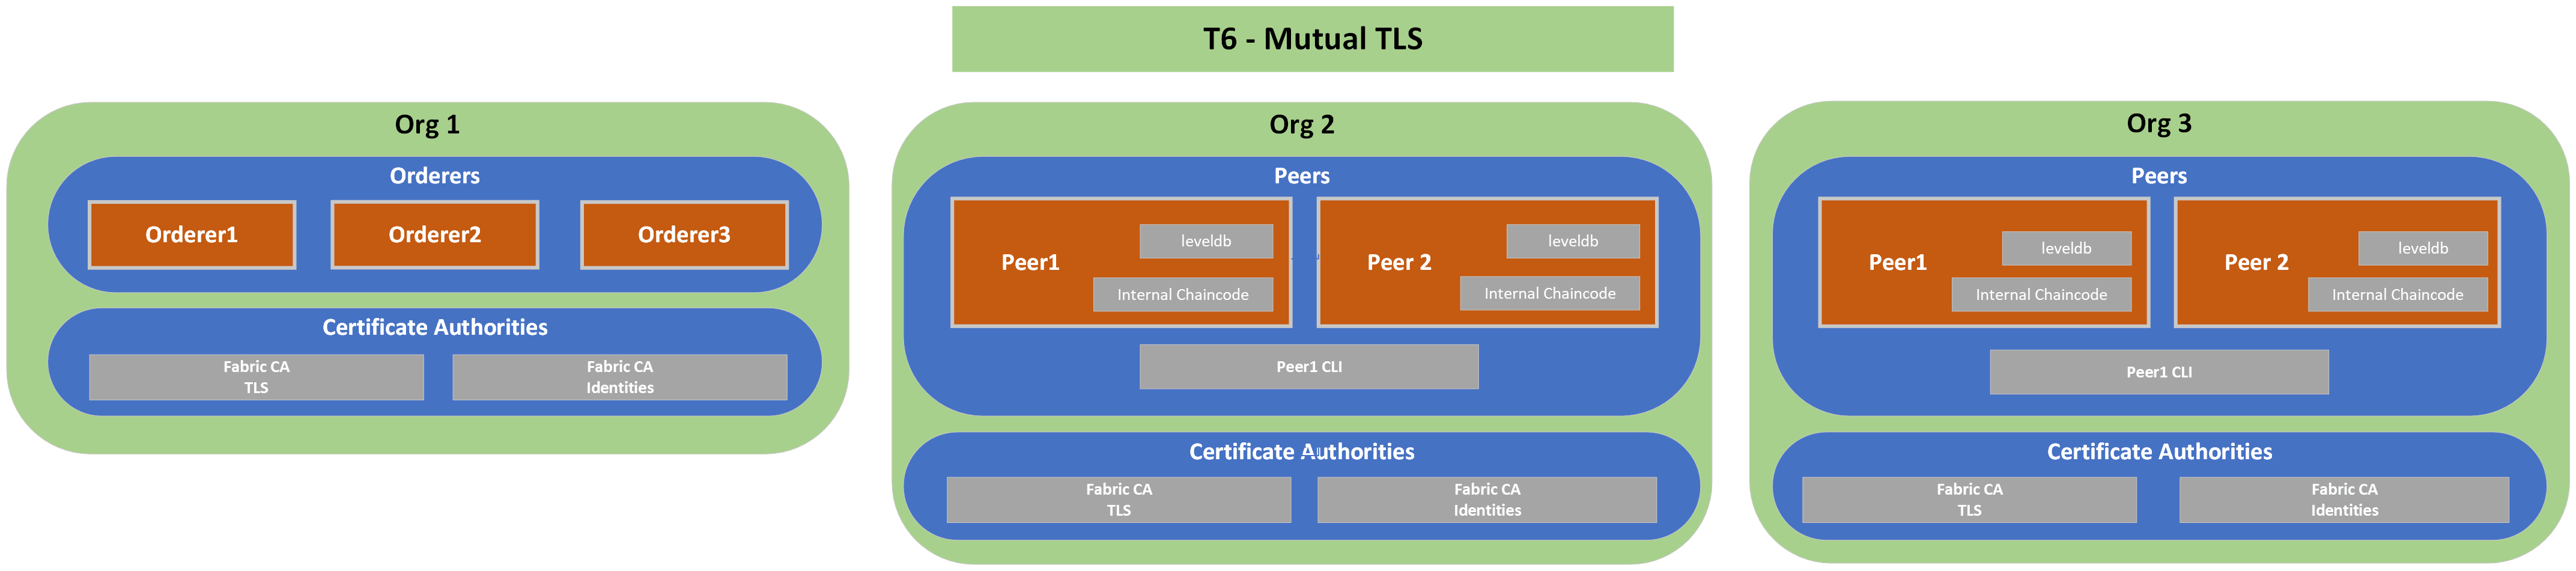 T6 - Mutual TLS
Org 1
Orderers
Orderer1
Orderer2
Orderer3
Certificate Authorities
Fabric CA
TLS
Fabric CA
Identities
Org 2
Peers
Peer1
leveldb
Internal Chaincode
Peer 2
leveldb
Internal Chaincode
Peer1 CLI
Certificate Authorities
Fabric CA
TLS
Fabric CA
Identities
Org 3
Peers
Peer1
leveldb
Internal Chaincode
Peer 2
leveldb
Internal Chaincode
Peer1 CLI
Certificate Authorities
Fabric CA
TLS
Fabric CA
Identities